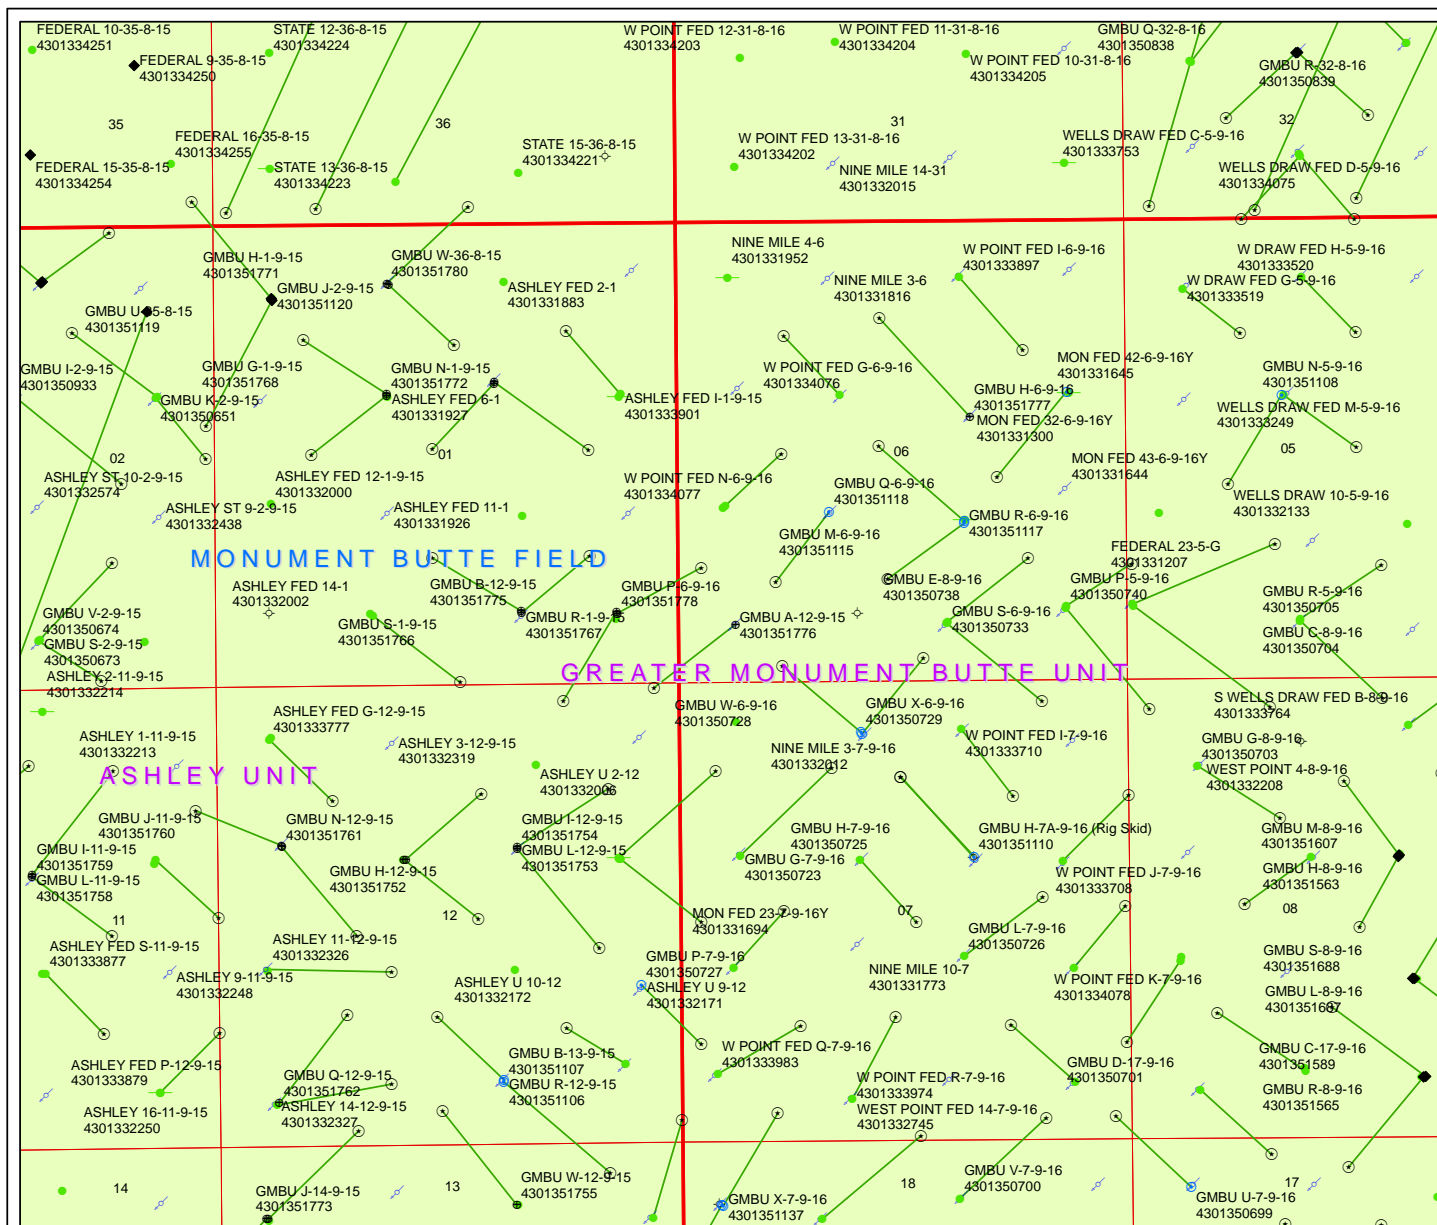 FEDERAL 10-35-8-15
4301334251
STATE 12-36-8-15
4301334224
W POINT FED 12-31-8-16
4301334203
W POINT FED 11-31-8-16
4301334204
GMBU Q-32-8-16
4301350838
FEDERAL 9-35-8-15
4301334250
W POINT FED 10-31-8-16
4301334205
GMBU R-32-8-16
4301350839
35
36
31
32
FEDERAL 16-35-8-15
4301334255
STATE 15-36-8-15
4301334221
W POINT FED 13-31-8-16
4301334202
WELLS DRAW FED C-5-9-16
4301333753
FEDERAL 15-35-8-15
4301334254
STATE 13-36-8-15
4301334223
NINE MILE 14-31
4301332015
WELLS DRAW FED D-5-9-16
4301334075
GMBU H-1-9-15
4301351771
GMBU W-36-8-15
4301351780
NINE MILE 4-6
4301331952
W POINT FED I-6-9-16
4301333897
W DRAW FED H-5-9-16
4301333520
GMBU J-2-9-15
4301351120
ASHLEY FED 2-1
4301331883
NINE MILE 3-6
4301331816
W DRAW FED G-5-9-16
4301333519
GMBU U-35-8-15
4301351119
GMBU I-2-9-15
4301350933
GMBU G-1-9-15
4301351768
GMBU N-1-9-15
4301351772
W POINT FED G-6-9-16
4301334076
MON FED 42-6-9-16Y
4301331645
GMBU N-5-9-16
4301351108
GMBU K-2-9-15
4301350651
ASHLEY FED 6-1
4301331927
ASHLEY FED I-1-9-15
4301333901
GMBU H-6-9-16
4301351777
WELLS DRAW FED M-5-9-16
4301333249
MON FED 32-6-9-16Y
4301331300
02
01
06
05
ASHLEY ST 10-2-9-15
4301332574
ASHLEY FED 12-1-9-15
4301332000
W POINT FED N-6-9-16
4301334077
MON FED 43-6-9-16Y
4301331644
ASHLEY ST 9-2-9-15
4301332438
ASHLEY FED 11-1
4301331926
GMBU Q-6-9-16
4301351118
WELLS DRAW 10-5-9-16
4301332133
GMBU R-6-9-16
4301351117
GMBU M-6-9-16
4301351115
FEDERAL 23-5-G
4301331207
MONUMENT BUTTE FIELD
ASHLEY FED 14-1
4301332002
GMBU B-12-9-15
4301351775
GMBU P-6-9-16
4301351778
GMBU E-8-9-16
4301350738
GMBU P-5-9-16
4301350740
GMBU R-5-9-16
4301350705
GMBU V-2-9-15
4301350674
GMBU S-1-9-15
4301351766
GMBU R-1-9-15
4301351767
GMBU A-12-9-15
4301351776
GMBU S-6-9-16
4301350733
GMBU C-8-9-16
4301350704
GMBU S-2-9-15
4301350673
GREATER MONUMENT BUTTE UNIT
ASHLEY 2-11-9-15
4301332214
ASHLEY FED G-12-9-15
4301333777
GMBU W-6-9-16
4301350728
GMBU X-6-9-16
4301350729
S WELLS DRAW FED B-8-9-16
4301333764
ASHLEY 1-11-9-15
4301332213
ASHLEY 3-12-9-15
4301332319
NINE MILE 3-7-9-16
4301332012
W POINT FED I-7-9-16
4301333710
GMBU G-8-9-16
4301350703
ASHLEY UNIT
ASHLEY U 2-12
4301332006
WEST POINT 4-8-9-16
4301332208
GMBU J-11-9-15
4301351760
GMBU N-12-9-15
4301351761
GMBU I-12-9-15
4301351754
GMBU H-7-9-16
4301350725
GMBU H-7A-9-16 (Rig Skid)
4301351110
GMBU M-8-9-16
4301351607
GMBU I-11-9-15
4301351759
GMBU L-12-9-15
4301351753
GMBU G-7-9-16
4301350723
GMBU H-8-9-16
4301351563
GMBU L-11-9-15
4301351758
GMBU H-12-9-15
4301351752
W POINT FED J-7-9-16
4301333708
11
12
07
08
MON FED 23-7-9-16Y
4301331694
GMBU L-7-9-16
4301350726
ASHLEY FED S-11-9-15
4301333877
ASHLEY 11-12-9-15
4301332326
GMBU P-7-9-16
4301350727
NINE MILE 10-7
4301331773
GMBU S-8-9-16
4301351688
ASHLEY 9-11-9-15
4301332248
ASHLEY U 10-12
4301332172
ASHLEY U 9-12
4301332171
W POINT FED K-7-9-16
4301334078
GMBU L-8-9-16
4301351687
ASHLEY FED P-12-9-15
4301333879
GMBU Q-12-9-15
4301351762
GMBU B-13-9-15
4301351107
W POINT FED Q-7-9-16
4301333983
GMBU D-17-9-16
4301350701
GMBU C-17-9-16
4301351589
GMBU R-12-9-15
4301351106
W POINT FED R-7-9-16
4301333974
GMBU R-8-9-16
4301351565
ASHLEY 16-11-9-15
4301332250
ASHLEY 14-12-9-15
4301332327
WEST POINT FED 14-7-9-16
4301332745
14
13
18
17
GMBU J-14-9-15
4301351773
GMBU W-12-9-15
4301351755
GMBU X-7-9-16
4301351137
GMBU V-7-9-16
4301350700
GMBU U-7-9-16
4301350699